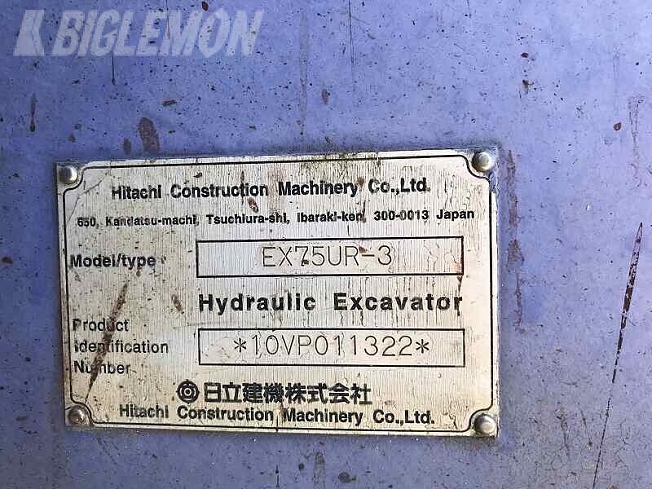 BIGLEMON
Hitachi Construction Machinery Co.,Ltd.
650, Kandatsu-machi, Tsuchiura-shi, Ibaraki-ken, 300-0013 Japan
Model/type EX75UR-3
Hydraulic Excavator
Product
Identification *10VP011322*
Number
日立建機株式会社
Hitachi Construction Machinery Co.,Ltd.